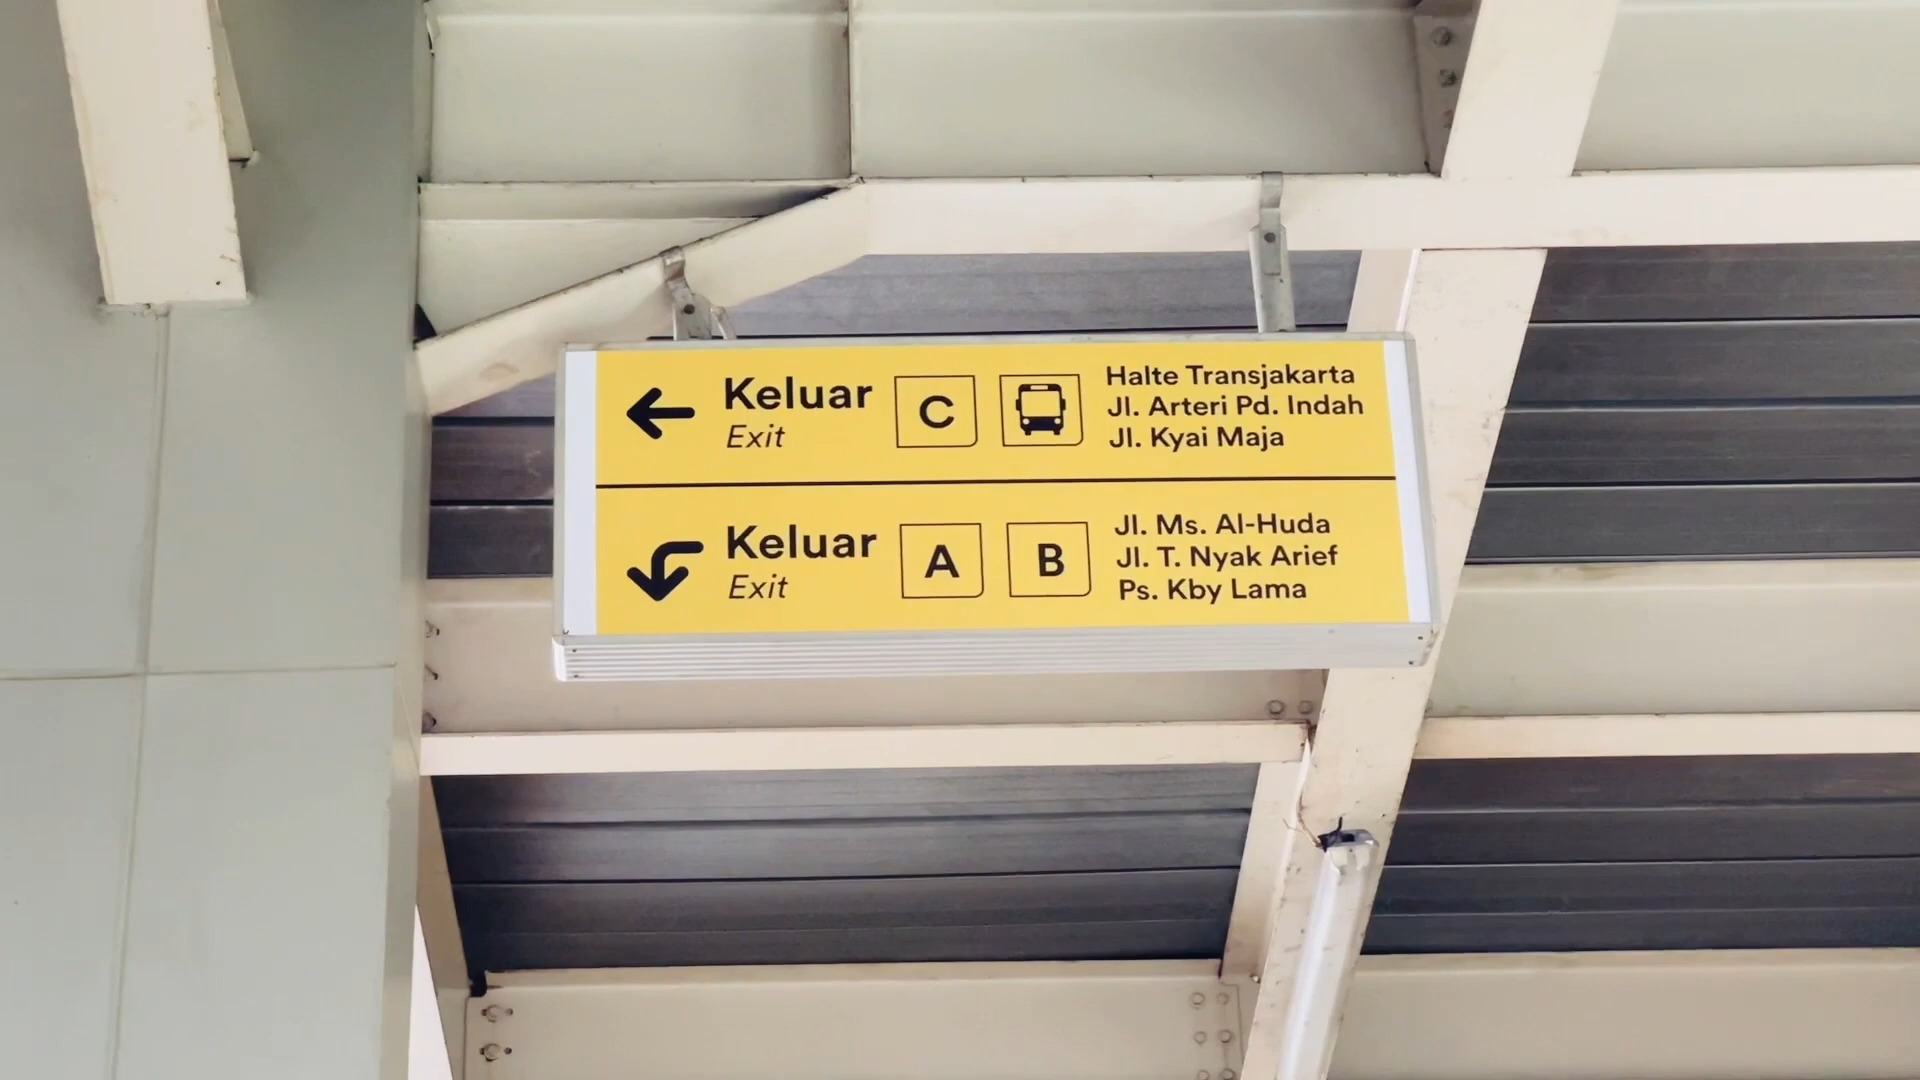 Keluar
Exit
C
Halte Transjakarta
Jl. Arteri Pd. Indah
Jl. Kyai Maja
Keluar
Exit
A B
Jl. Ms. Al-Huda
Jl. T. Nyak Arief
Ps. Kby Lama